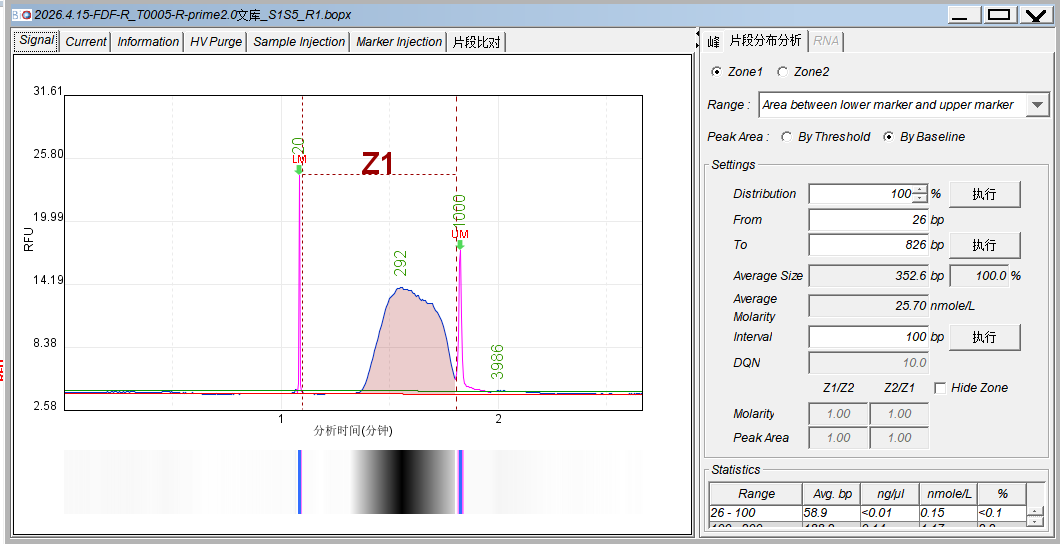 2026.4.15-FDF-R_T0005-R-prime2.0文库_S1S5_R1.bopx
Signal Current Information HV Purge Sample Injection Marker Injection 片段比对
峰 片段分布分析 RNA
Zone1 Zone2
Range : Area between lower marker and upper marker
Peak Area : By Threshold By Baseline
Settings
Distribution 100 % 执行
From 26 bp
To 826 bp 执行
Average Size 352.6 bp 100.0 %
Average
Molarity 25.70 nmole/L
Interval 100 bp 执行
DQN 10.0
Z1/Z2 Z2/Z1 Hide Zone
Molarity 1.00 1.00
Peak Area 1.00 1.00
Statistics
Range Avg. bp ng/µl nmole/L %
26 - 100 58.9 <0.01 0.15 <0.1
31.61
25.80
19.99
14.19
8.38
2.58
RFU
20
LM
Z1
292
1000
UM
3986
1 2
分析时间(分钟)